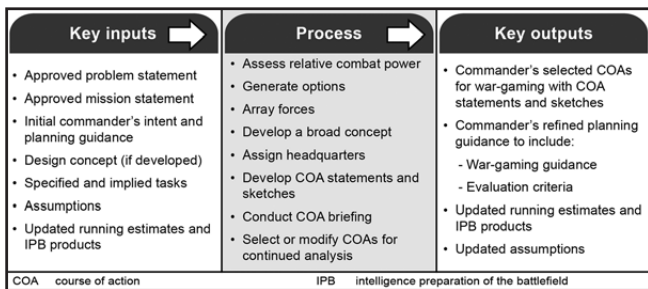 Key inputs
Approved problem statement
Approved mission statement
Initial commander's intent and
planning guidance
Design concept (if developed)
Specified and implied tasks
Assumptions
Updated running estimates and
IPB products
Process
Assess relative combat power
Generate options
Array forces
Develop a broad concept
Assign headquarters
Develop COA statements and
sketches
Conduct COA briefing
Select or modify COAs for
continued analysis
Key outputs
Commander's selected COAs
for war-gaming with COA
statements and sketches
Commander's refined planning
guidance to include:
- War-gaming guidance
- Evaluation criteria
Updated running estimates and
IPB products
Updated assumptions
COA course of action
IPB intelligence preparation of the battlefield